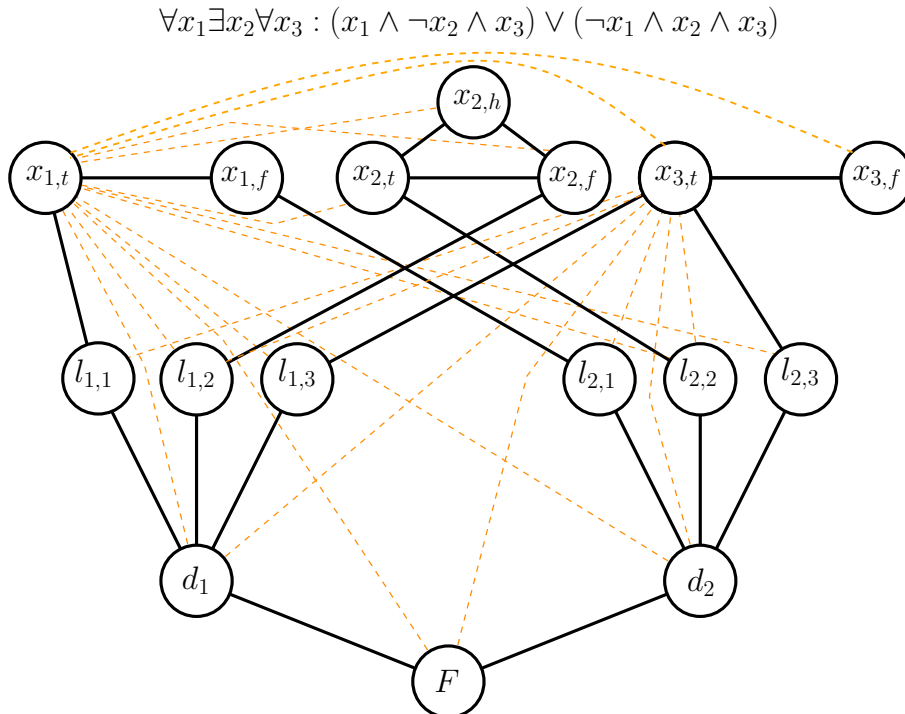 ∀x₁∃x₂∀x₃ : (x₁ ∧ ¬x₂ ∧ x₃) ∨ (¬x₁ ∧ x₂ ∧ x₃)
x₂,ₕ
x₁,ₜ x₁,f x₂,ₜ x₂,f x₃,ₜ x₃,f
l₁,₁ l₁,₂ l₁,₃ l₂,₁ l₂,₂ l₂,₃
d₁ d₂
F